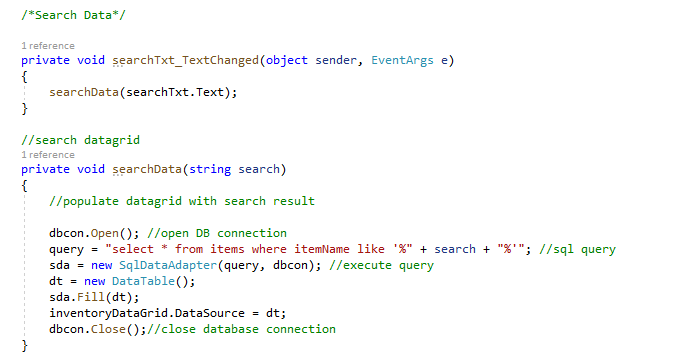 /*Search Data*/
1 reference
private void searchTxt_TextChanged(object sender, EventArgs e)
{
searchData(searchTxt.Text);
}
//search datagrid
1 reference
private void searchData(string search)
{
//populate datagrid with search result
dbcon.Open(); //open DB connection
query = "select * from items where itemName like '%" + search + "%'"; //sql query
sda = new SqlDataAdapter(query, dbcon); //execute query
dt = new DataTable();
sda.Fill(dt);
inventoryDataGrid.DataSource = dt;
dbcon.Close();//close database connection
}